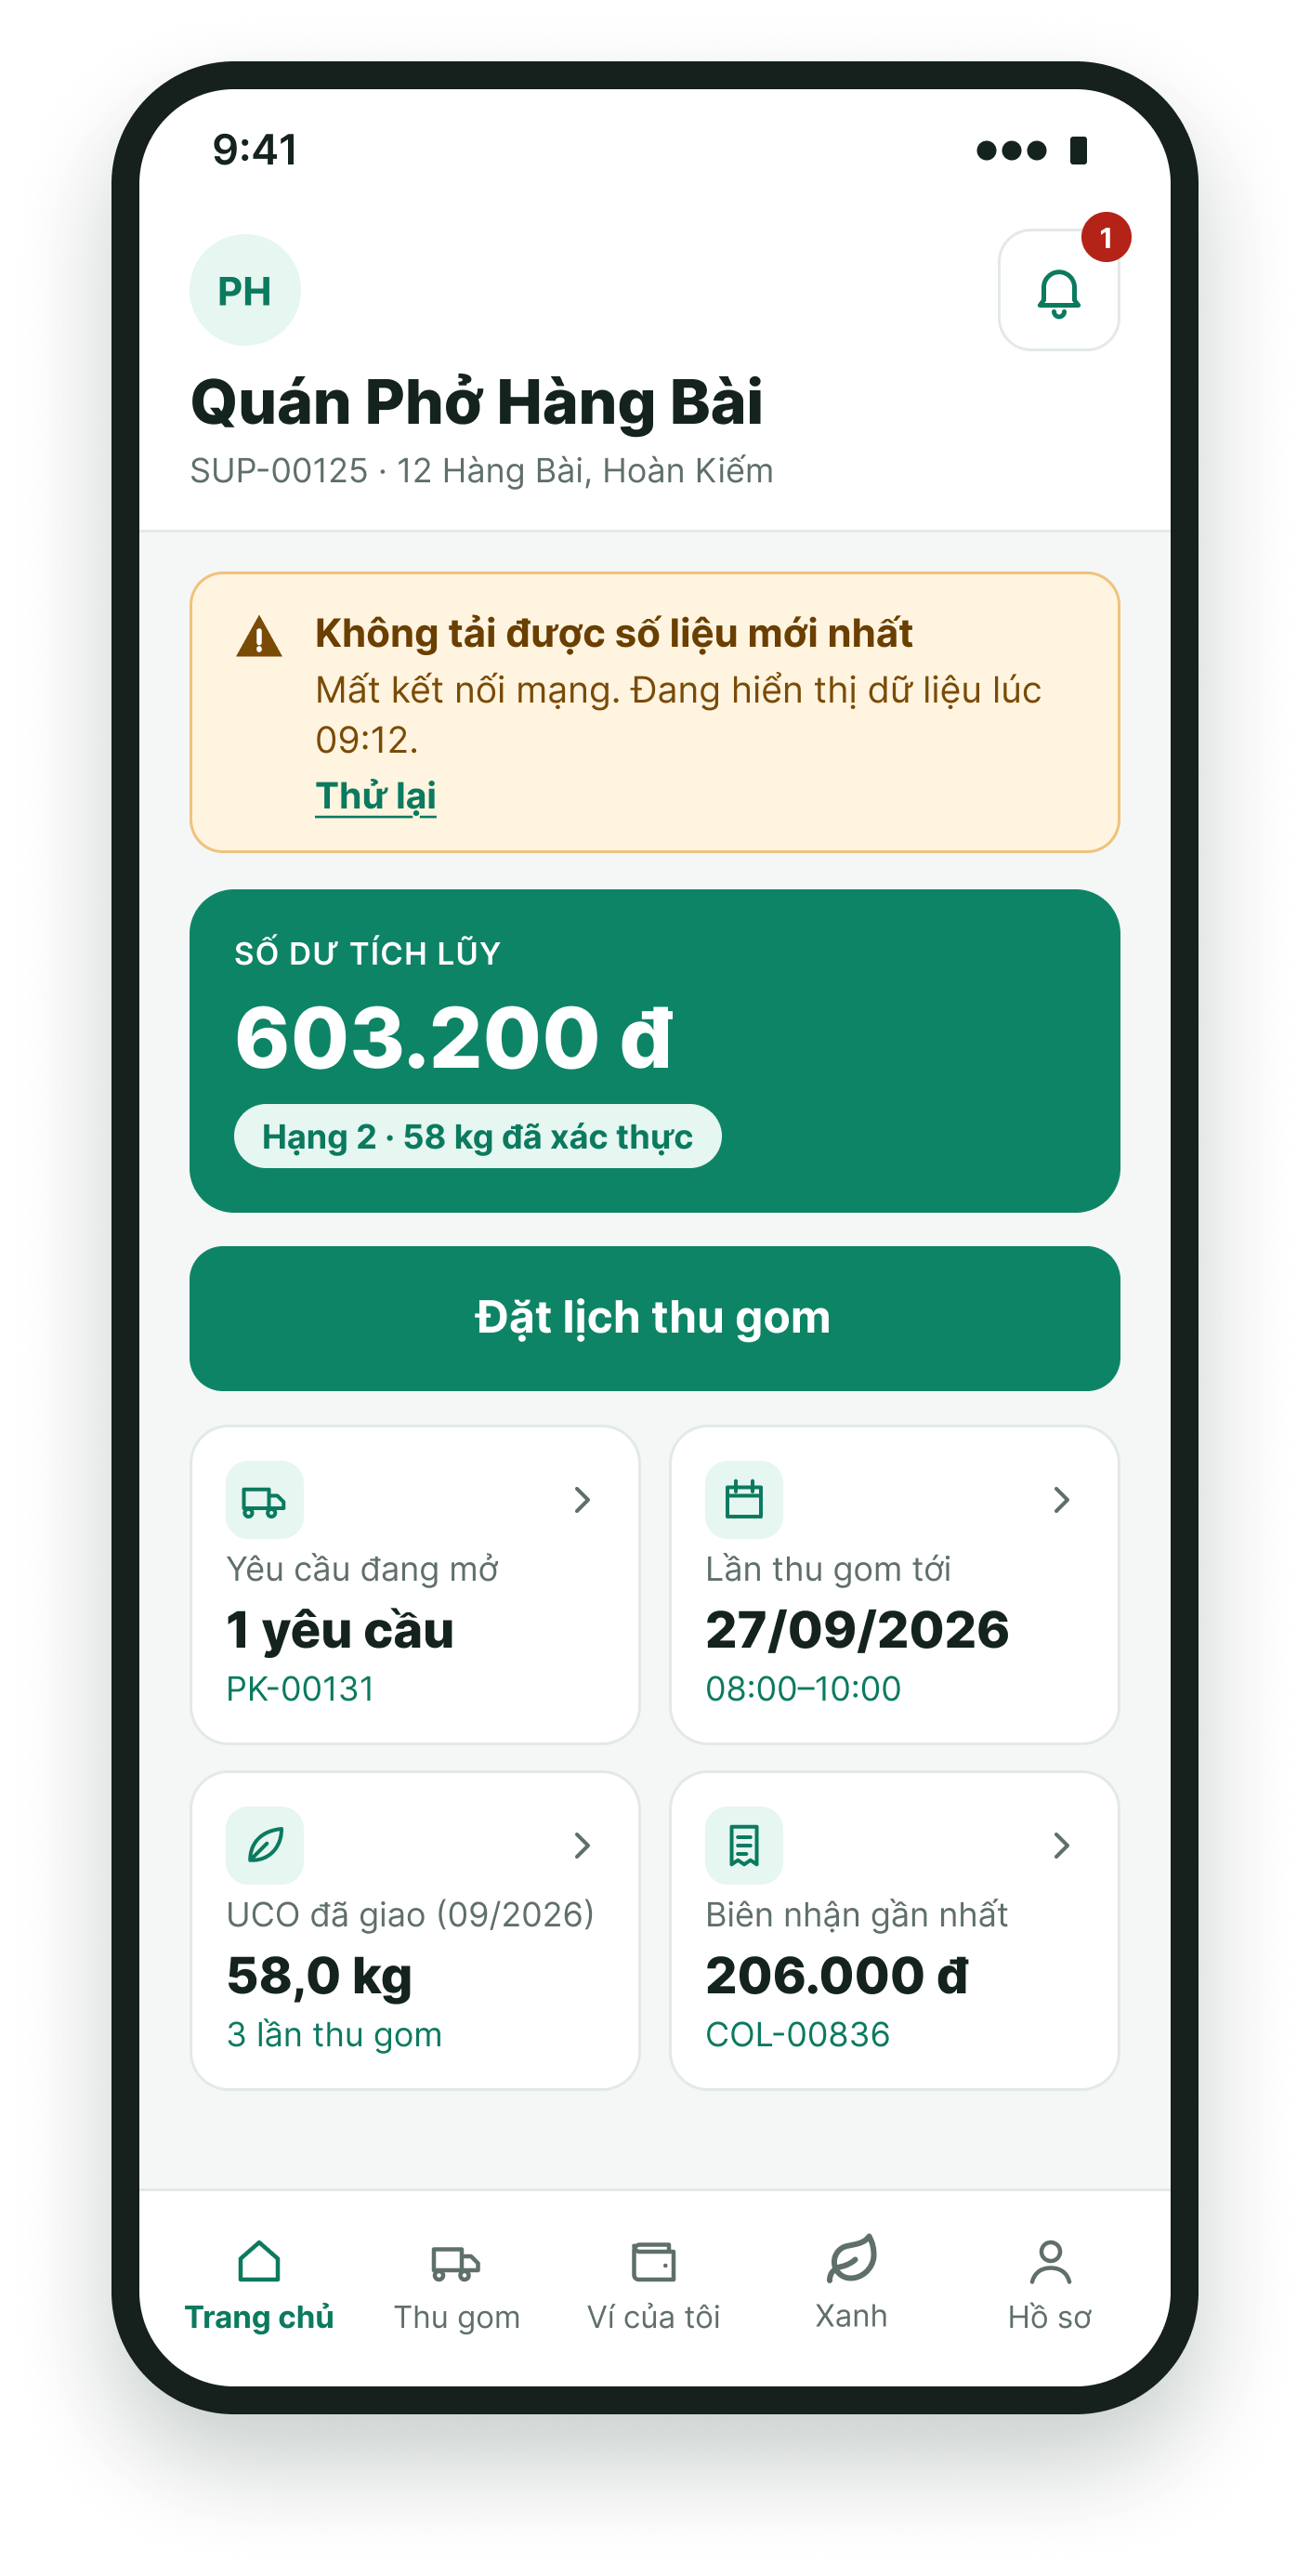 9:41
PH
1
Quán Phở Hàng Bài
SUP-00125 · 12 Hàng Bài, Hoàn Kiếm
Không tải được số liệu mới nhất
Mất kết nối mạng. Đang hiển thị dữ liệu lúc
09:12.
Thử lại
SỐ DƯ TÍCH LŨY
603.200 đ
Hạng 2 · 58 kg đã xác thực
Đặt lịch thu gom
Yêu cầu đang mở
1 yêu cầu
PK-00131
Lần thu gom tới
27/09/2026
08:00–10:00
UCO đã giao (09/2026)
58,0 kg
3 lần thu gom
Biên nhận gần nhất
206.000 đ
COL-00836
Trang chủ
Thu gom
Ví của tôi
Xanh
Hồ sơ